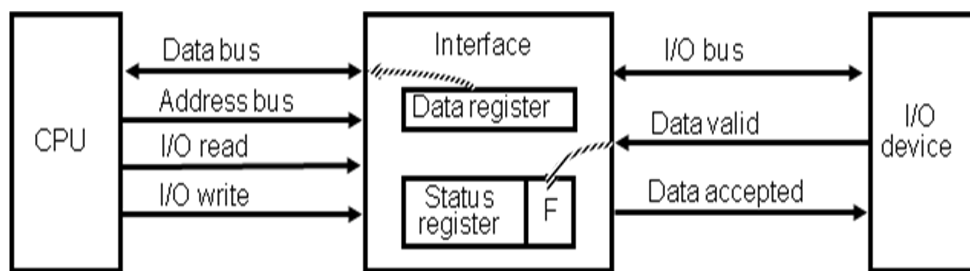 CPU
Data bus
Address bus
I/O read
I/O write
Interface
Data register
Status
register
F
I/O bus
Data valid
Data accepted
I/O
device